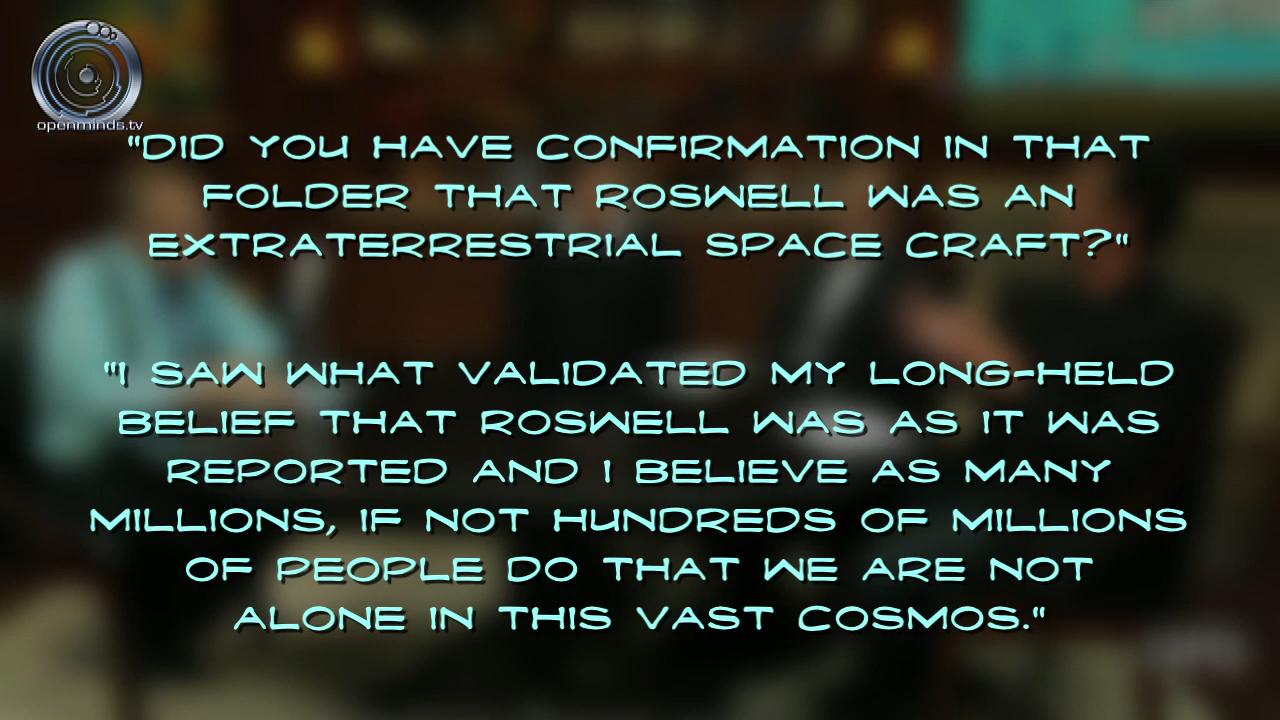 openminds.tv
"DID YOU HAVE CONFIRMATION IN THAT
FOLDER THAT ROSWELL WAS AN
EXTRATERRESTRIAL SPACE CRAFT?"
"I SAW WHAT VALIDATED MY LONG-HELD
BELIEF THAT ROSWELL WAS AS IT WAS
REPORTED AND I BELIEVE AS MANY
MILLIONS, IF NOT HUNDREDS OF MILLIONS
OF PEOPLE DO THAT WE ARE NOT
ALONE IN THIS VAST COSMOS."